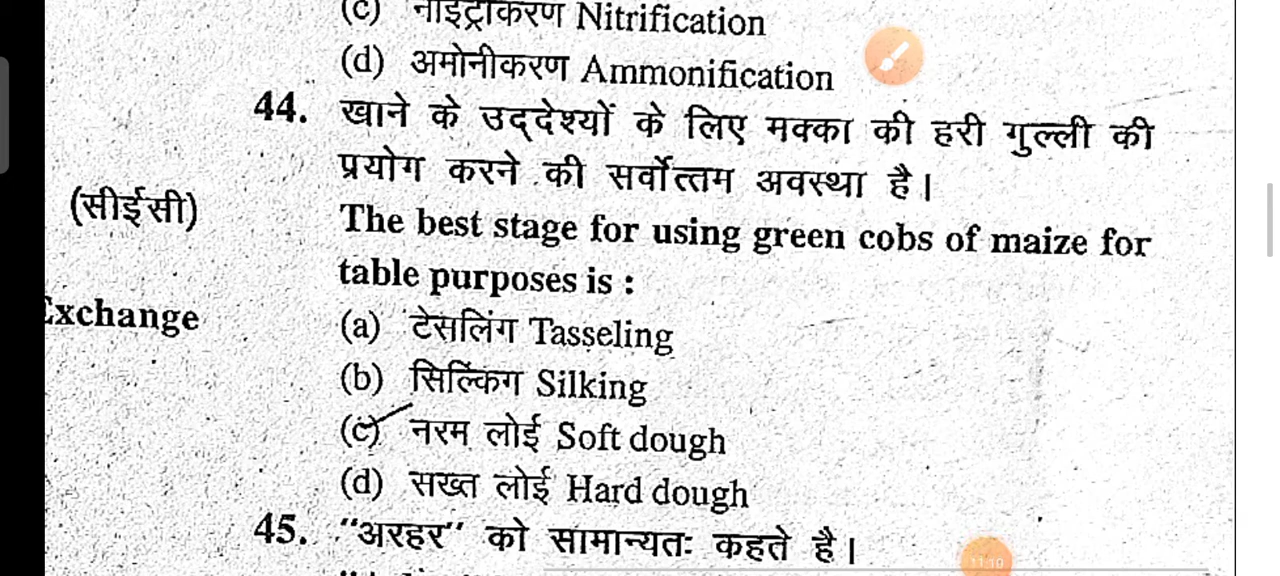 (c) नाइट्रीकरण Nitrification
(d) अमोनीकरण Ammonification
44. खाने के उद्देश्यों के लिए मक्का की हरी गुल्ली की
प्रयोग करने की सर्वोत्तम अवस्था है।
(सीईसी)
The best stage for using green cobs of maize for
table purposes is :
Exchange
(a) टेसलिंग Tasseling
(b) सिल्किंग Silking
(c) नरम लोई Soft dough
(d) सख्त लोई Hard dough
45. "अरहर" को सामान्यतः कहते है।
11:10